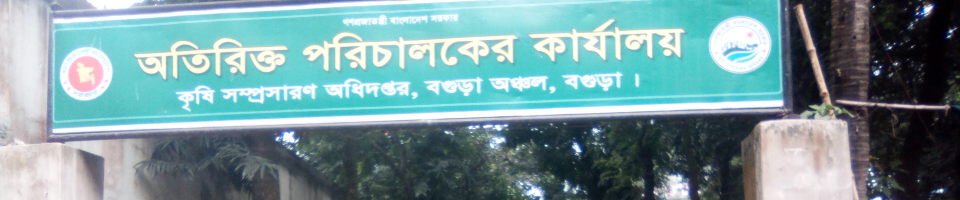 গণপ্রজাতন্ত্রী বাংলাদেশ সরকার
অতিরিক্ত পরিচালকের কার্যালয়
কৃষি সম্প্রসারণ অধিদপ্তর, বগুড়া অঞ্চল, বগুড়া ।